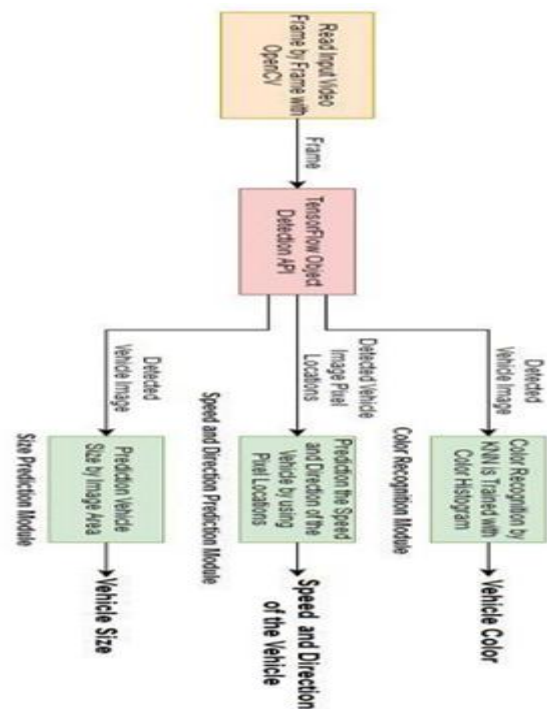 Read Input Video
Frame by Frame with
OpenCV
Frame
TensorFlow Object
Detection API
Detected
Vehicle Image
Color Recognition by
KNN is Trained with
Color Histogram
Color Recognition Module
Vehicle Color
Detected Vehicle
Image Pixel
Locations
Prediction the Speed
and Direction of the
Vehicle by using
Pixel Locations
Speed and Direction Prediction Module
Speed and Direction
of the Vehicle
Detected
Vehicle Image
Prediction Vehicle
Size by Image Area
Size Prediction Module
Vehicle Size